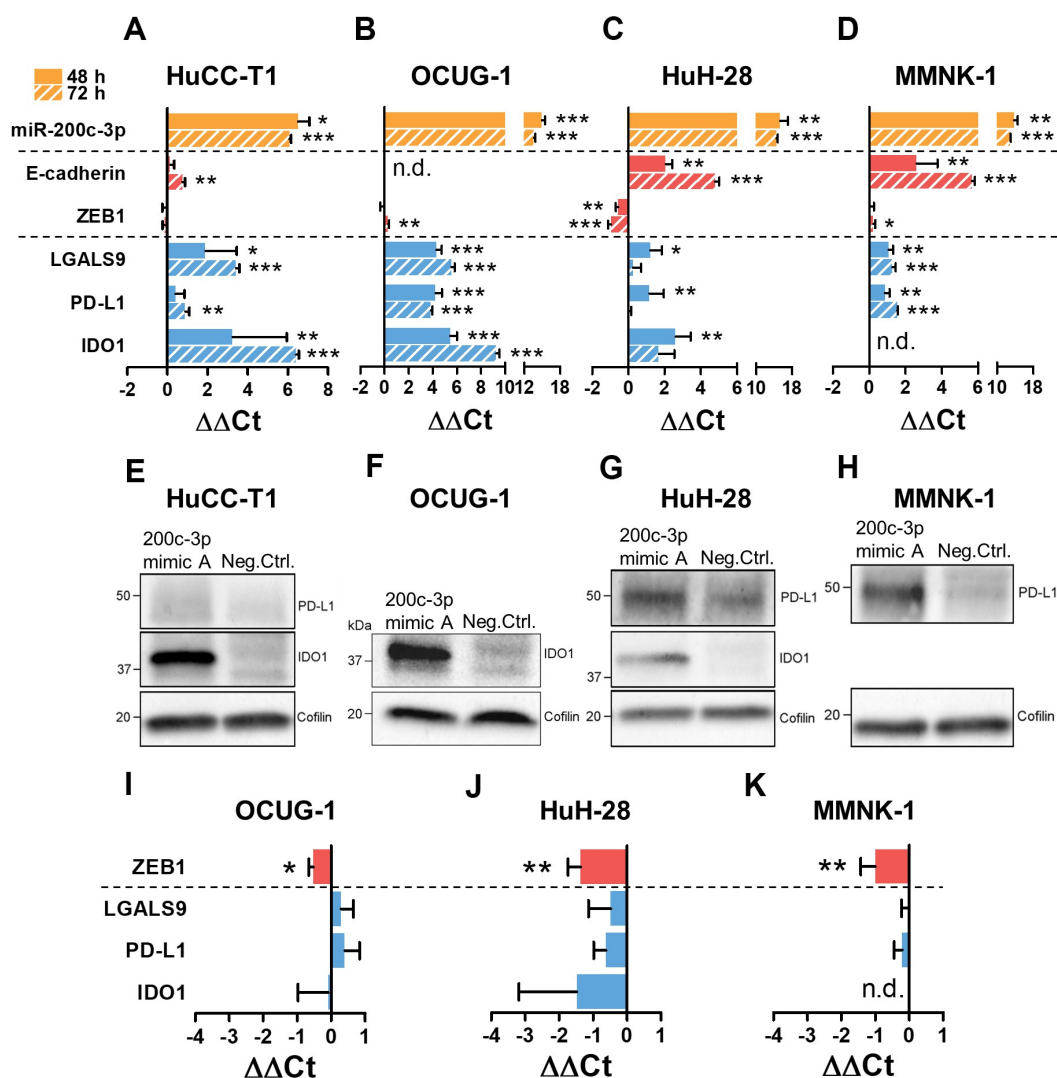 A B C D
HuCC-T1 OCUG-1 HuH-28 MMNK-1
48 h
72 h
miR-200c-3p * *** *** *** ** *** ** ***
E-cadherin ** n.d. ** *** ** ***
ZEB1 ** ** *** *
LGALS9 * *** *** *** * ** ***
PD-L1 ** *** *** ** ** ***
IDO1 ** *** *** *** ** n.d.
-2 0 2 4 6 8 -2 0 2 4 6 8 10 12 18 -2 0 2 4 6 10 18 -2 0 2 4 6 10 18
ΔΔCt ΔΔCt ΔΔCt ΔΔCt
E F G H
HuCC-T1 OCUG-1 HuH-28 MMNK-1
200c-3p
mimic A Neg.Ctrl.
50 PD-L1
37 IDO1
20 Cofilin
200c-3p
mimic A Neg.Ctrl.
kDa
37 IDO1
20 Cofilin
200c-3p
mimic A Neg.Ctrl.
50 PD-L1
37 IDO1
20 Cofilin
200c-3p
mimic A Neg.Ctrl.
50 PD-L1
20 Cofilin
I J K
OCUG-1 HuH-28 MMNK-1
ZEB1 * ** **
LGALS9
PD-L1
IDO1 n.d.
-4 -3 -2 -1 0 1 -4 -3 -2 -1 0 1 -4 -3 -2 -1 0 1
ΔΔCt ΔΔCt ΔΔCt